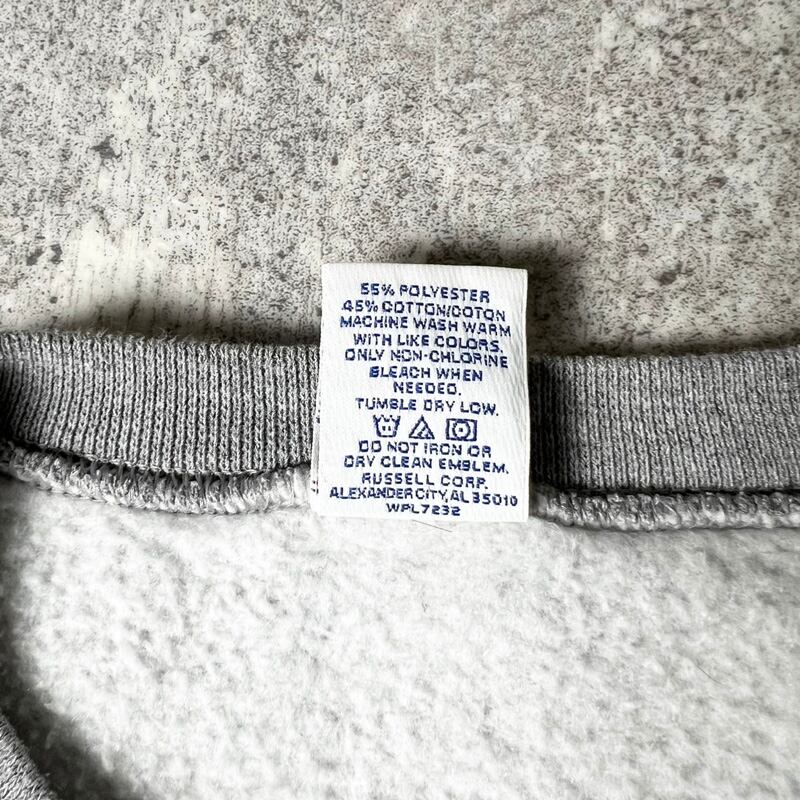 55% POLYESTER
45% COTTON/COTON
MACHINE WASH WARM
WITH LIKE COLORS.
ONLY NON-CHLORINE
BLEACH WHEN
NEEDED.
TUMBLE DRY LOW.
DO NOT IRON OR
DRY CLEAN EMBLEM.
RUSSELL CORP.
ALEXANDER CITY, AL 35010
WPL7232